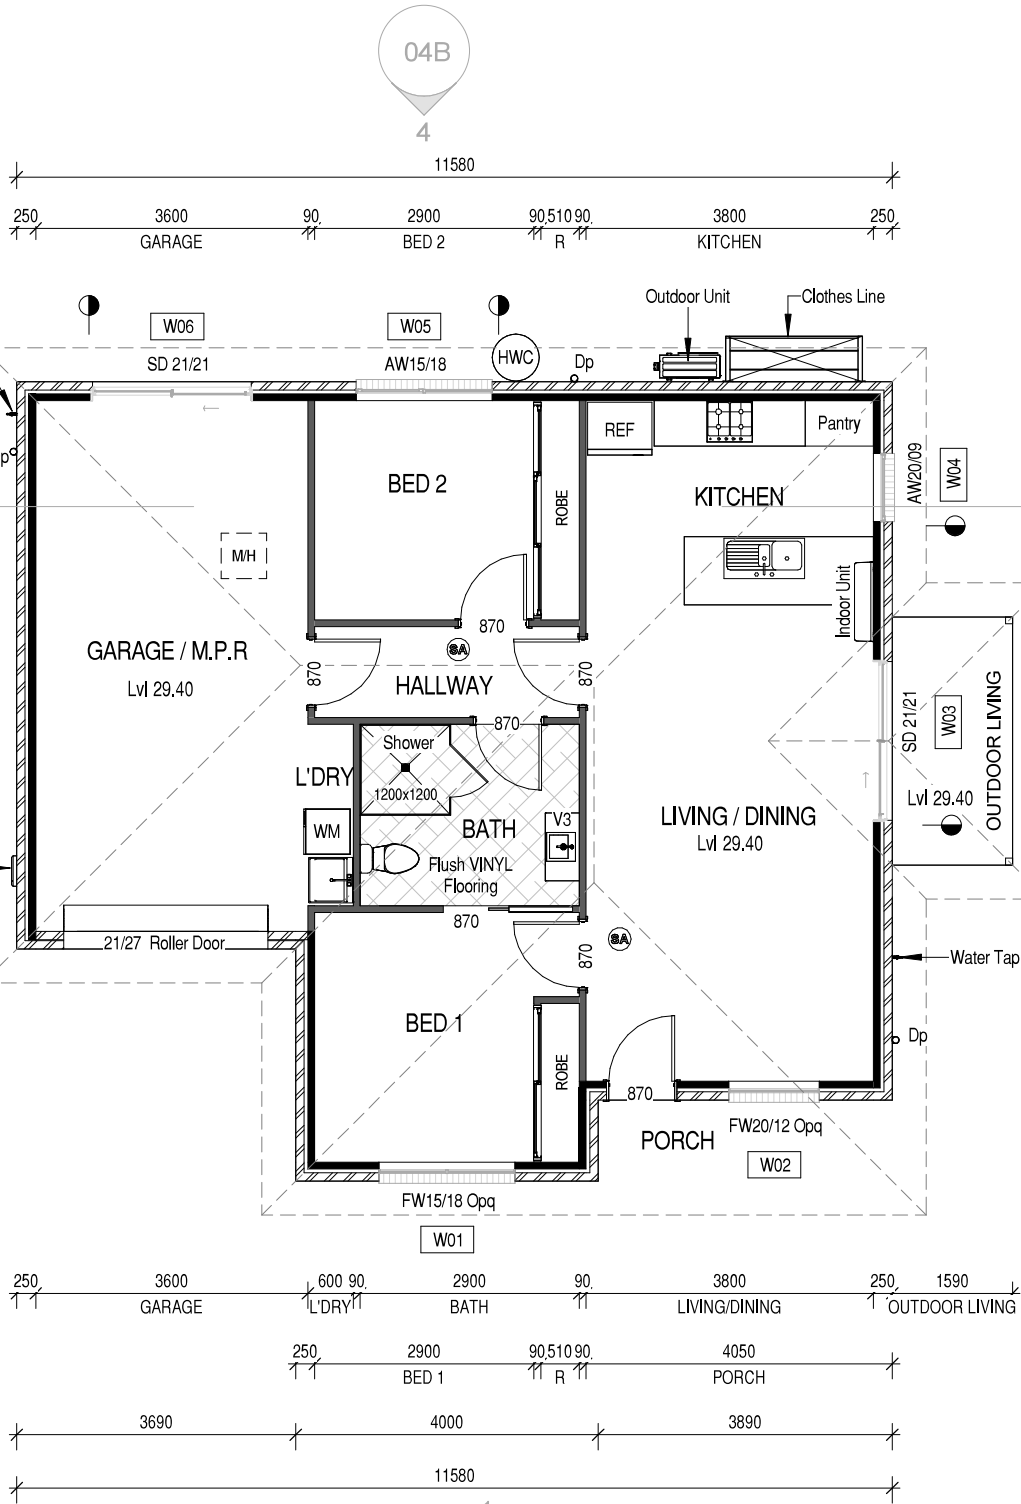 04B
4
11580
250 3600 90 2900 90 510 90 3800 250
GARAGE BED 2 R KITCHEN
Outdoor Unit
Clothes Line
W06
W05
SD 21/21
AW15/18
HWC
Dp
REF
Pantry
AW20/09
W04
p
BED 2
KITCHEN
ROBE
M/H
Indoor Unit
870
SA
GARAGE / M.P.R
Lvl 29.40
870
HALLWAY
870
870
SD 21/21
W03
OUTDOOR LIVING
Lvl 29.40
Shower
1200x1200
L'DRY
WM
BATH
V3
Flush VINYL
Flooring
LIVING / DINING
Lvl 29.40
870
21/27 Roller Door
870
SA
Water Tap
BED 1
ROBE
Dp
870
PORCH
FW20/12 Opq
W02
FW15/18 Opq
W01
250 3600 600 90 2900 90 3800 250 1590
GARAGE L'DRY BATH LIVING/DINING OUTDOOR LIVING
250 2900 90 510 90 4050
BED 1 R PORCH
3690 4000 3890
11580